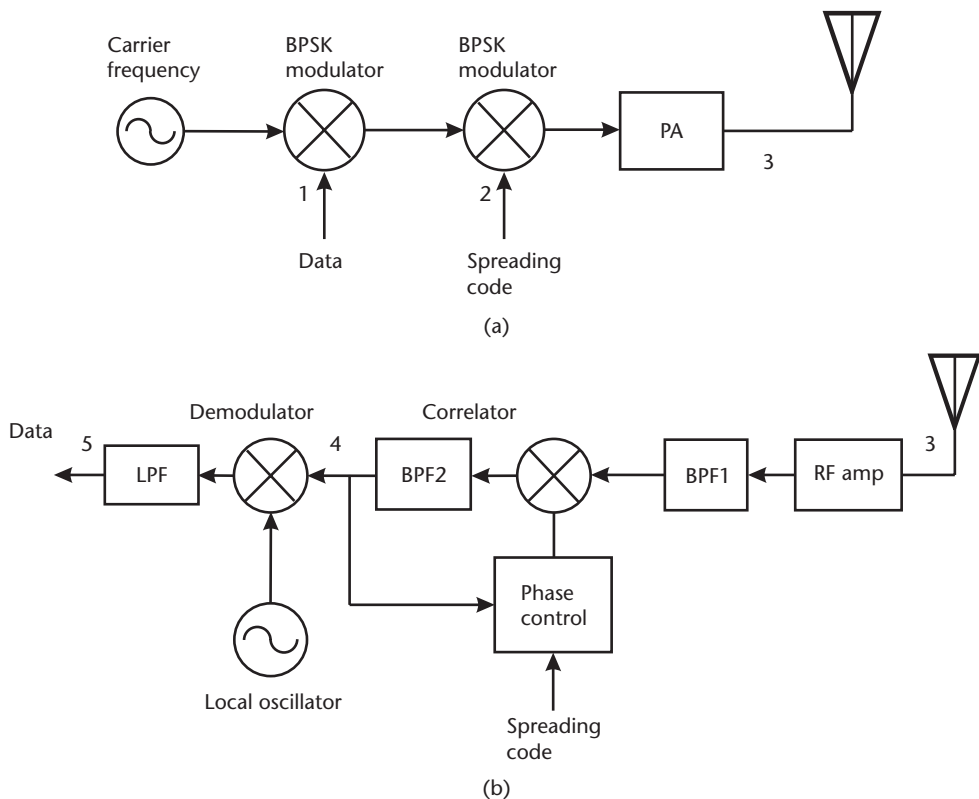 Carrier
frequency
BPSK
modulator
BPSK
modulator
PA
1
2
3
Data
Spreading
code
(a)
Demodulator
Correlator
Data
5
4
3
LPF
BPF2
BPF1
RF amp
Phase
control
Local oscillator
Spreading
code
(b)